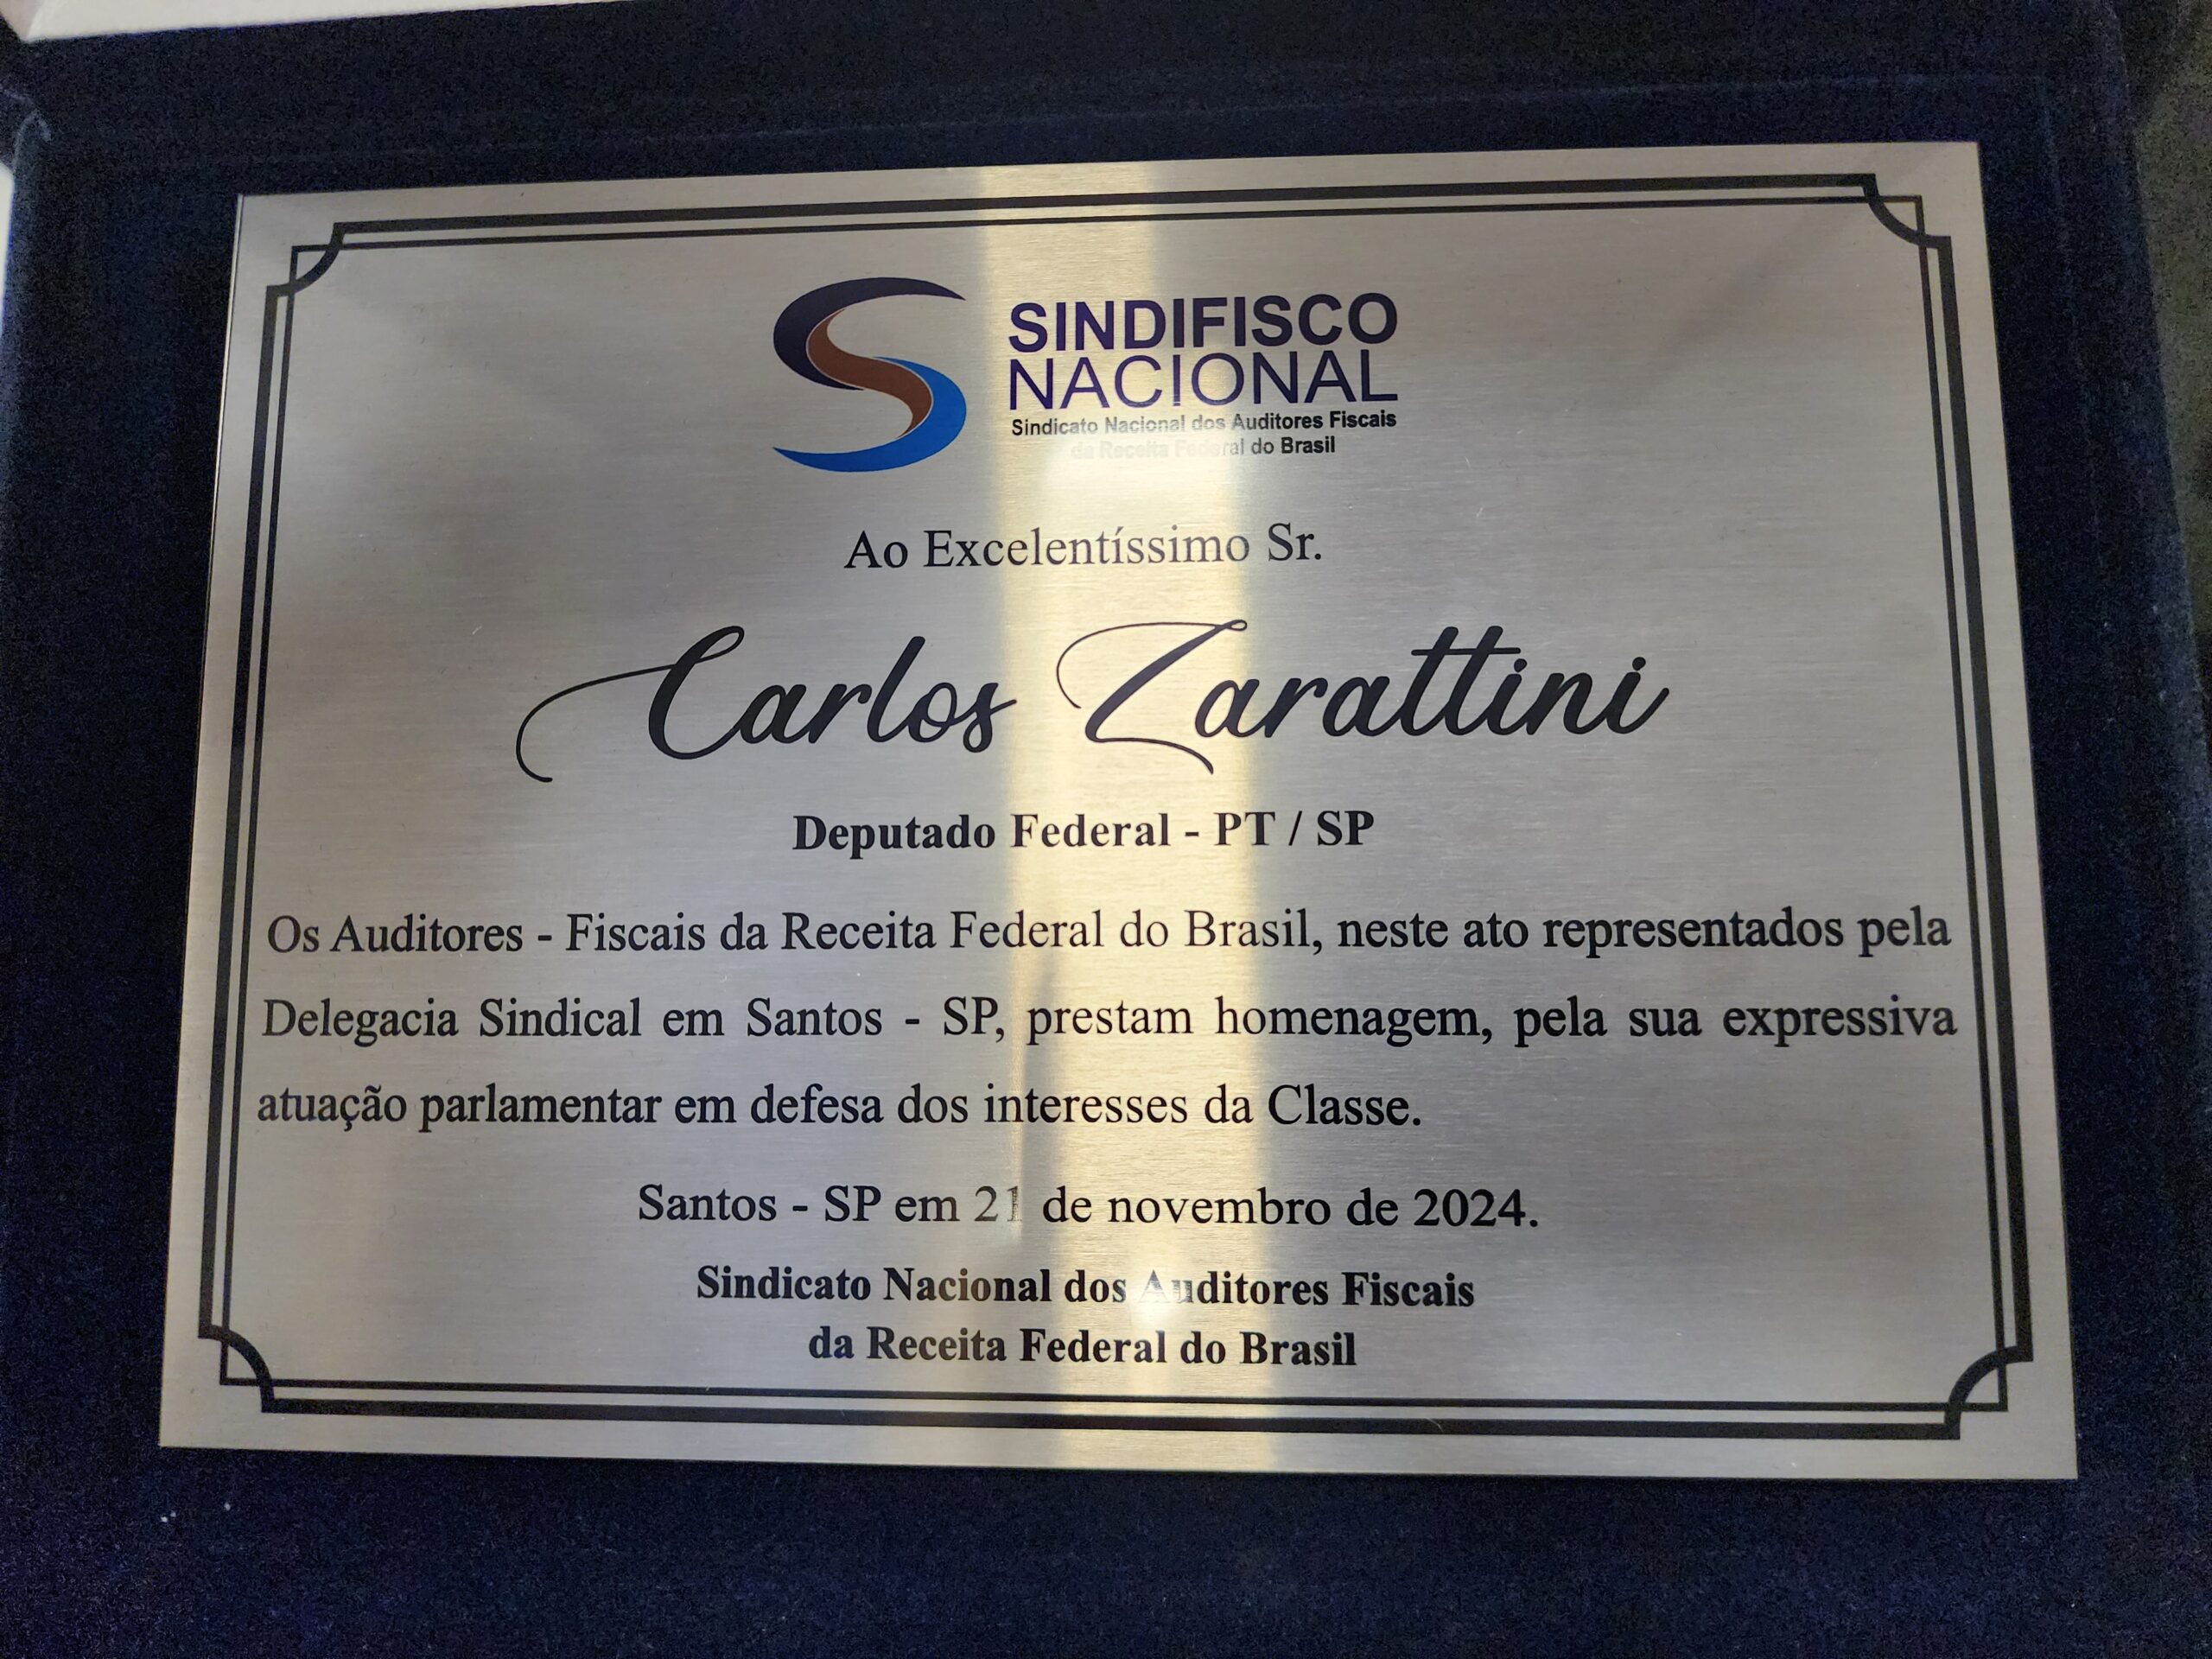 SINDIFISCO
NACIONAL
Sindicato Nacional dos Auditores Fiscais
da Receita Federal do Brasil
Ao Excelentíssimo Sr.
Carlos Zarattini
Deputado Federal - PT / SP
Os Auditores - Fiscais da Receita Federal do Brasil, neste ato representados pela
Delegacia Sindical em Santos - SP, prestam homenagem, pela sua expressiva
atuação parlamentar em defesa dos interesses da Classe.
Santos - SP em 21 de novembro de 2024.
Sindicato Nacional dos Auditores Fiscais
da Receita Federal do Brasil